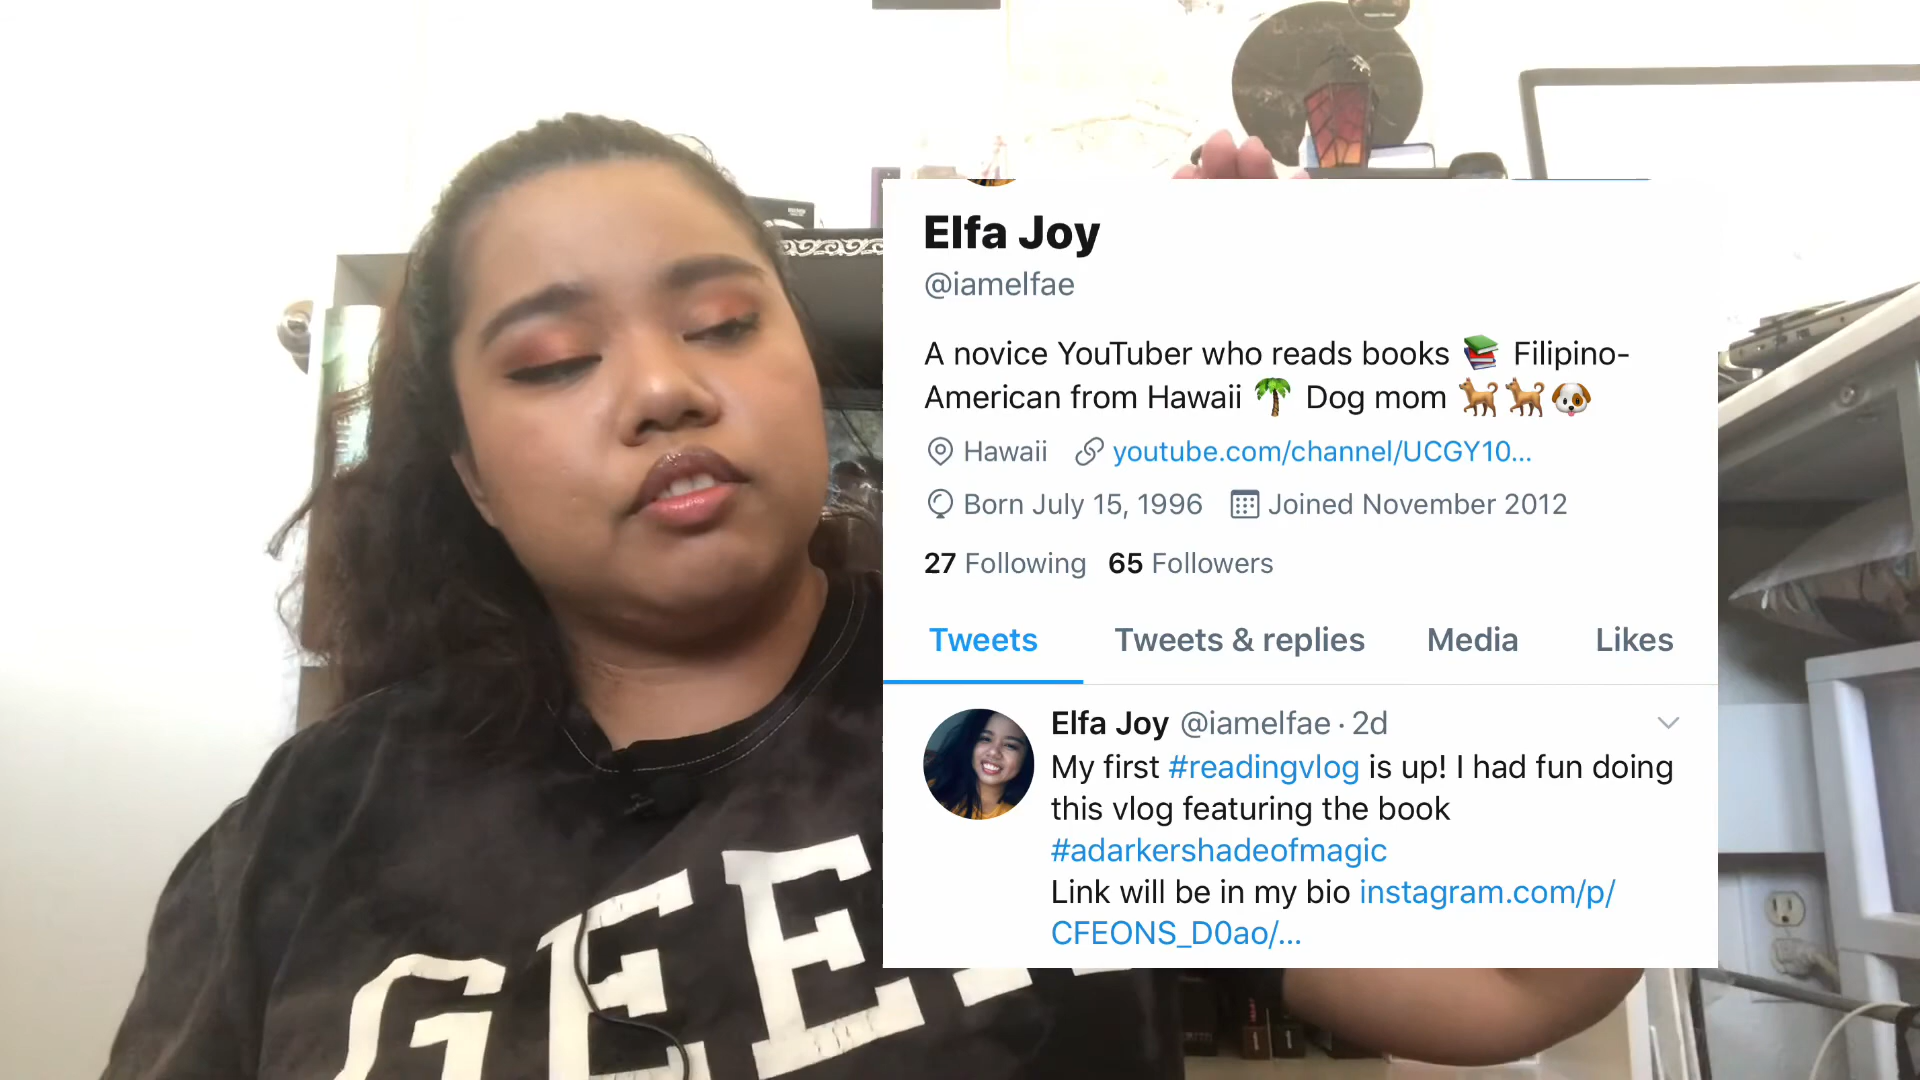 Elfa Joy
@iamelfae
A novice YouTuber who reads books 📚 Filipino-
American from Hawaii 🌴 Dog mom 🐕🐕🐶
Hawaii youtube.com/channel/UCGY10...
Born July 15, 1996 Joined November 2012
27 Following 65 Followers
Tweets Tweets & replies Media Likes
Elfa Joy @iamelfae · 2d
My first #readingvlog is up! I had fun doing
this vlog featuring the book
#adarkershadeofmagic
Link will be in my bio instagram.com/p/
CFEONS_D0ao/...
GEE